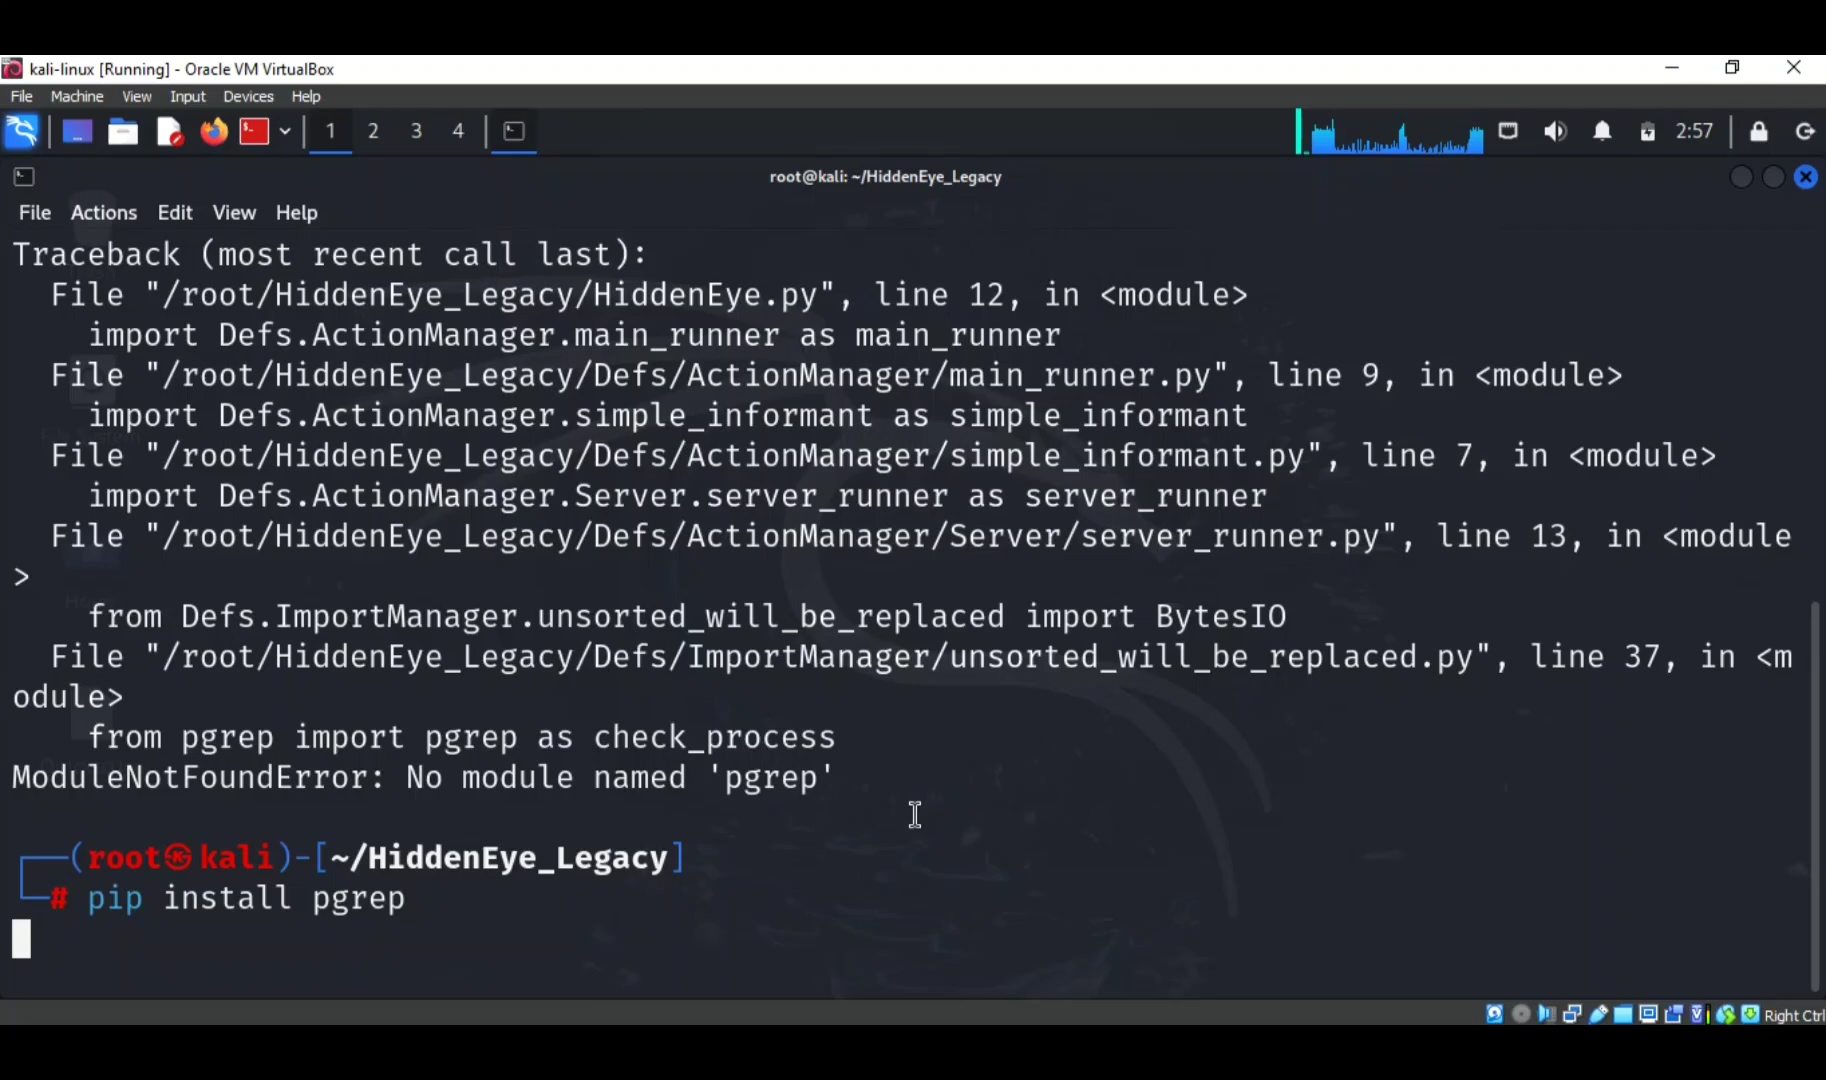 kali-linux [Running] - Oracle VM VirtualBox
File Machine View Input Devices Help
1 2 3 4 2:57
root@kali: ~/HiddenEye_Legacy
File Actions Edit View Help
Traceback (most recent call last):
File "/root/HiddenEye_Legacy/HiddenEye.py", line 12, in <module>
import Defs.ActionManager.main_runner as main_runner
File "/root/HiddenEye_Legacy/Defs/ActionManager/main_runner.py", line 9, in <module>
import Defs.ActionManager.simple_informant as simple_informant
File "/root/HiddenEye_Legacy/Defs/ActionManager/simple_informant.py", line 7, in <module>
import Defs.ActionManager.Server.server_runner as server_runner
File "/root/HiddenEye_Legacy/Defs/ActionManager/Server/server_runner.py", line 13, in <module
>
from Defs.ImportManager.unsorted_will_be_replaced import BytesIO
File "/root/HiddenEye_Legacy/Defs/ImportManager/unsorted_will_be_replaced.py", line 37, in <m
odule>
from pgrep import pgrep as check_process
ModuleNotFoundError: No module named 'pgrep'
(root㉿kali)-[~/HiddenEye_Legacy]
# pip install pgrep
Right Ctrl